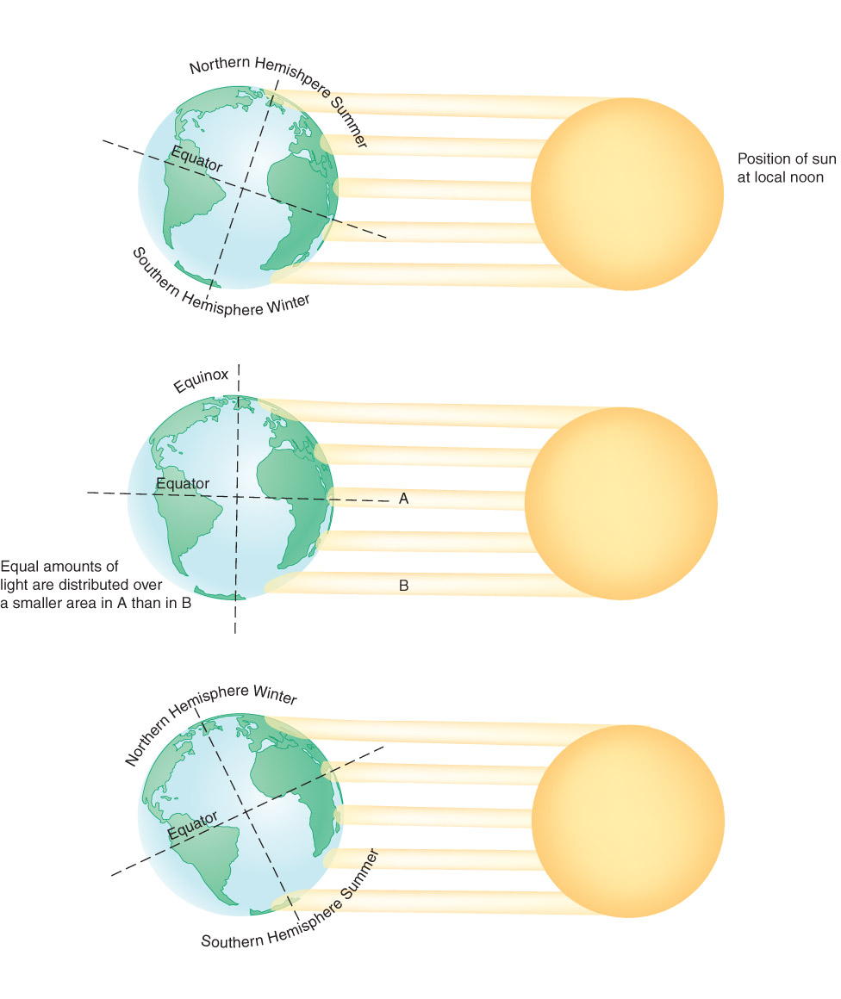 Northern Hemishpere Summer
Equator
Position of sun
at local noon
Southern Hemisphere Winter
Equinox
Equator
A
Equal amounts of
light are distributed over
a smaller area in A than in B
B
Northern Hemisphere Winter
Equator
Southern Hemisphere Summer